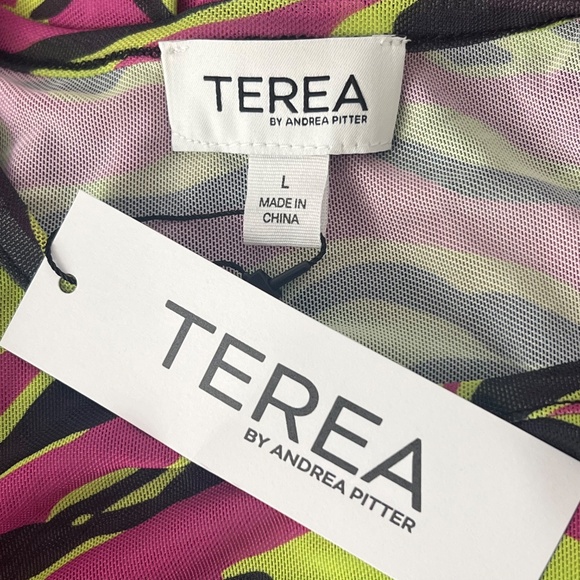 TEREA
BY ANDREA PITTER
L
MADE IN
CHINA
TEREA
BY ANDREA PITTER